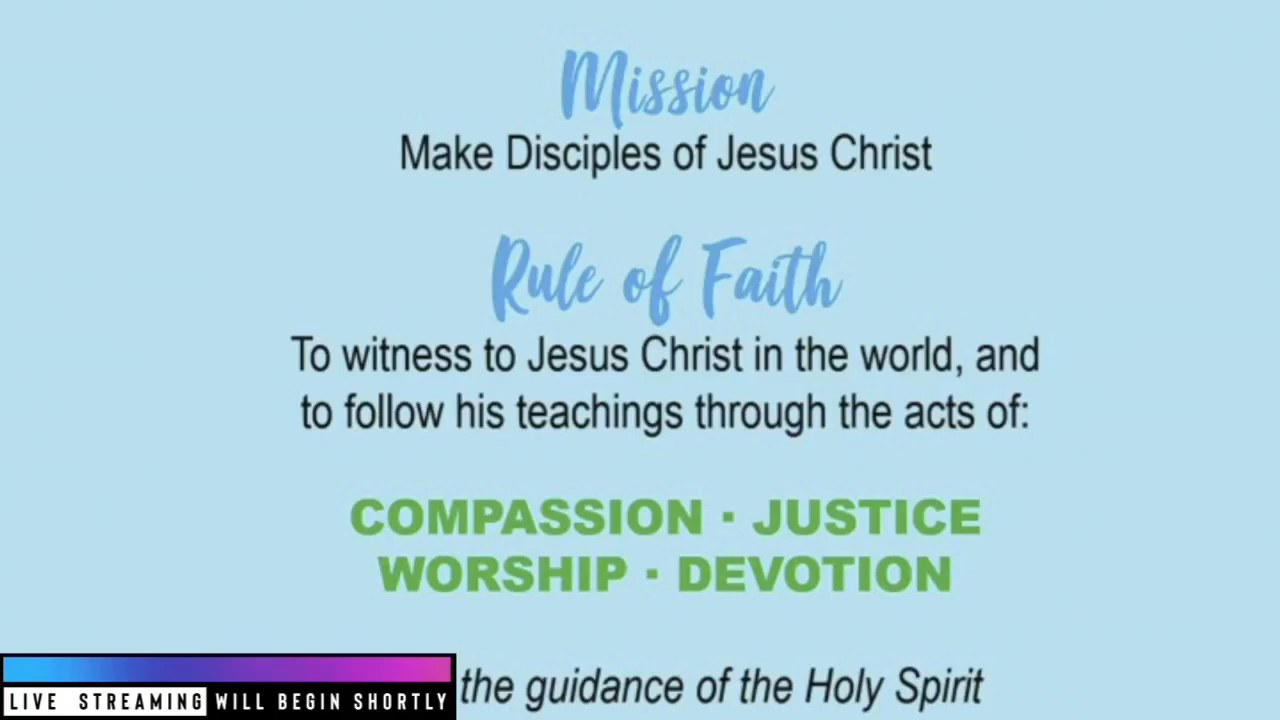 Mission
Make Disciples of Jesus Christ
Rule of Faith
To witness to Jesus Christ in the world, and
to follow his teachings through the acts of:
COMPASSION · JUSTICE
WORSHIP · DEVOTION
the guidance of the Holy Spirit
LIVE STREAMING WILL BEGIN SHORTLY